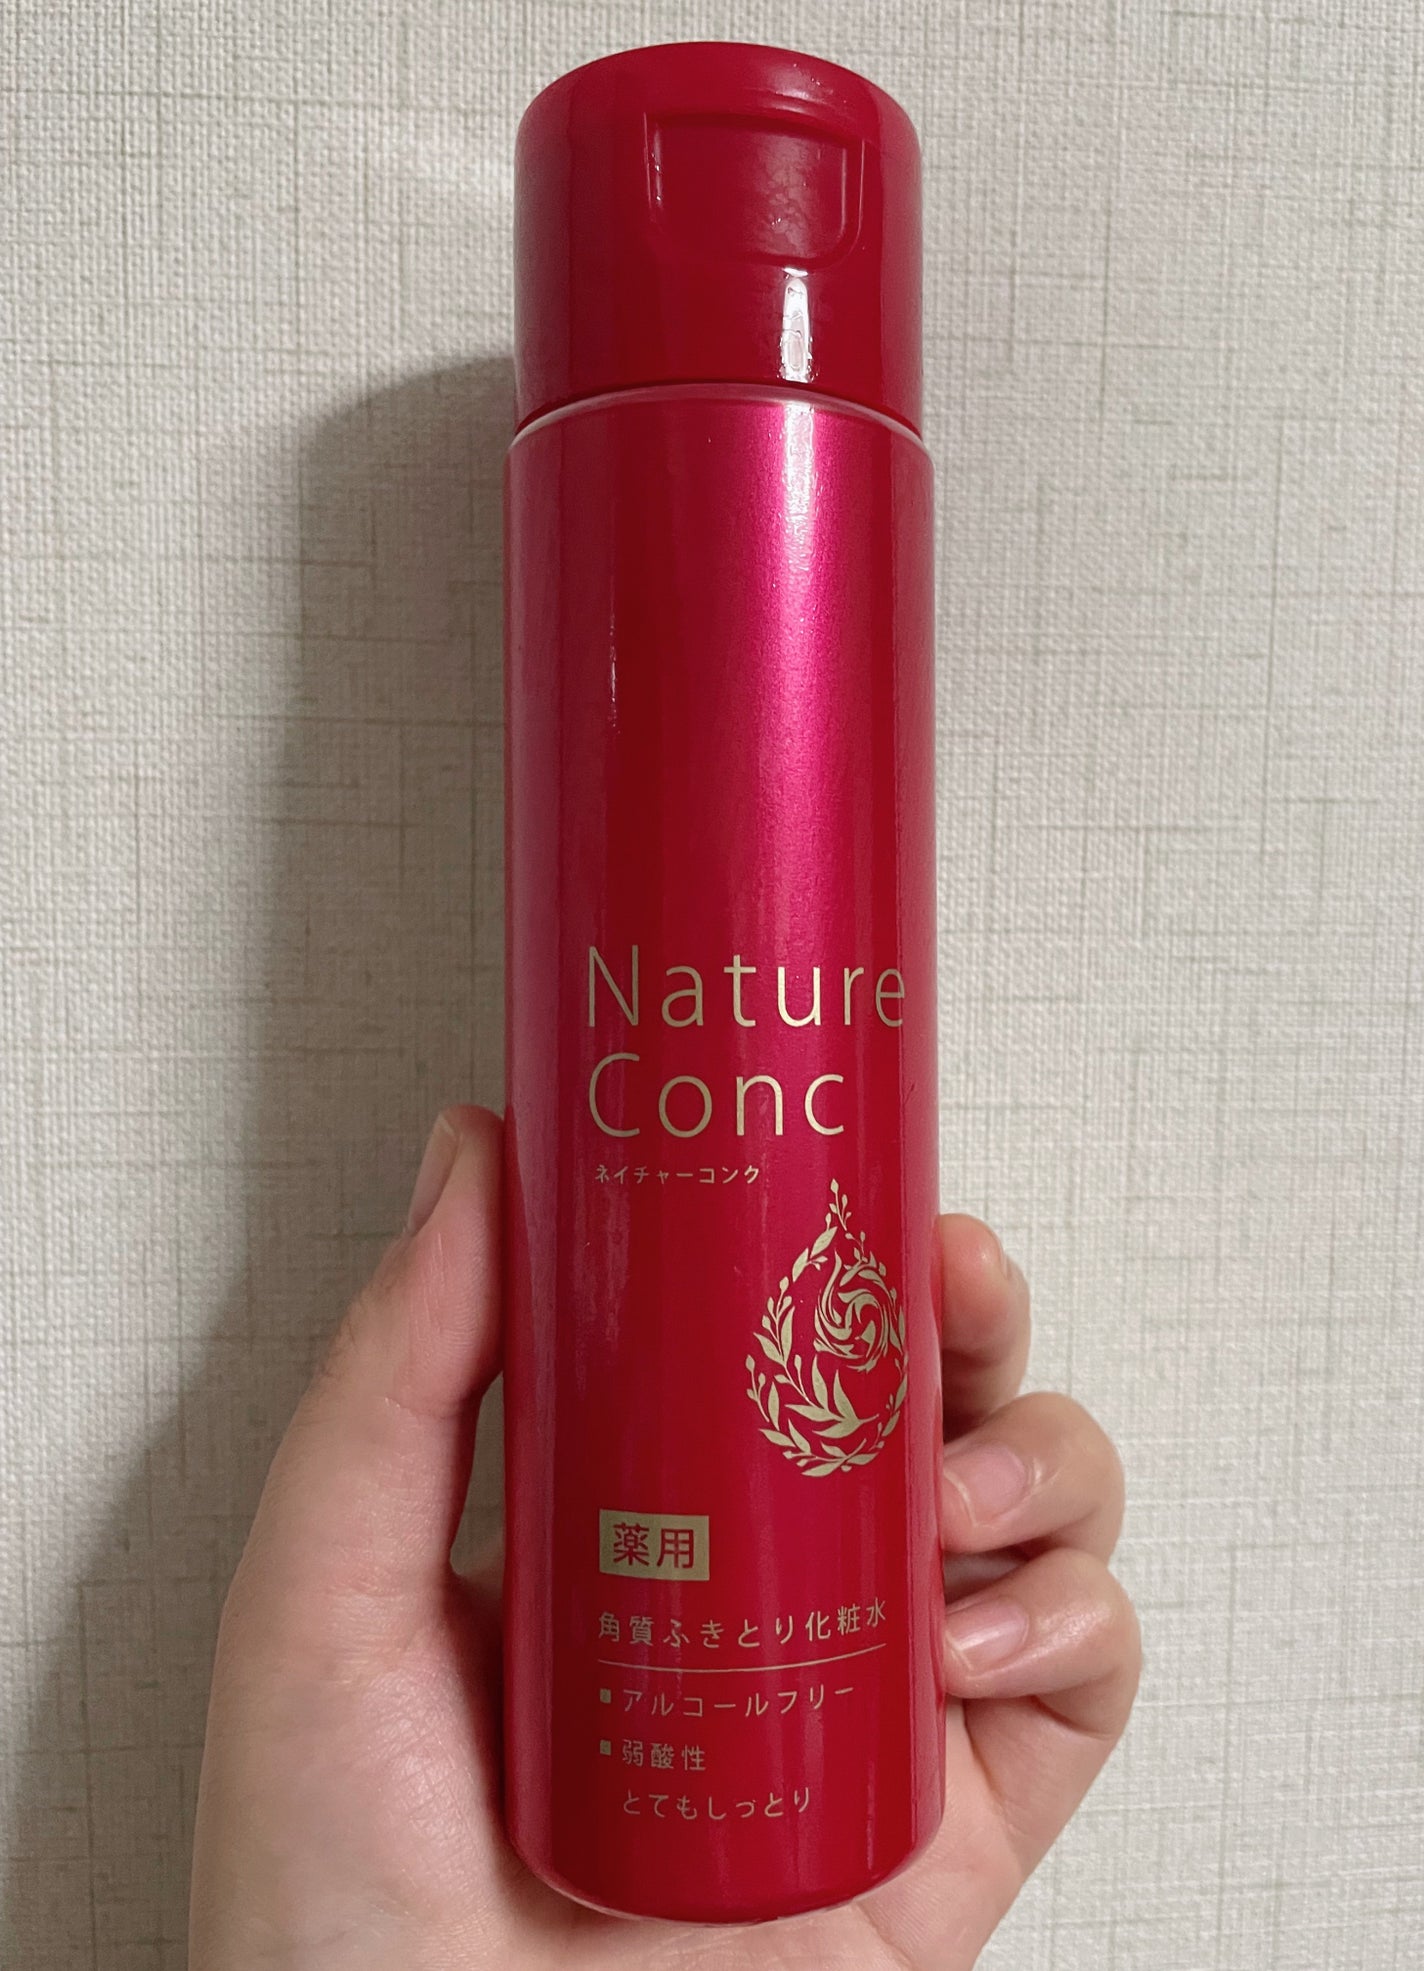 Nature
Conc
ネイチャーコンク
薬用
角質ふきとり化粧水
▪アルコールフリー
▪弱酸性
とてもしっとり